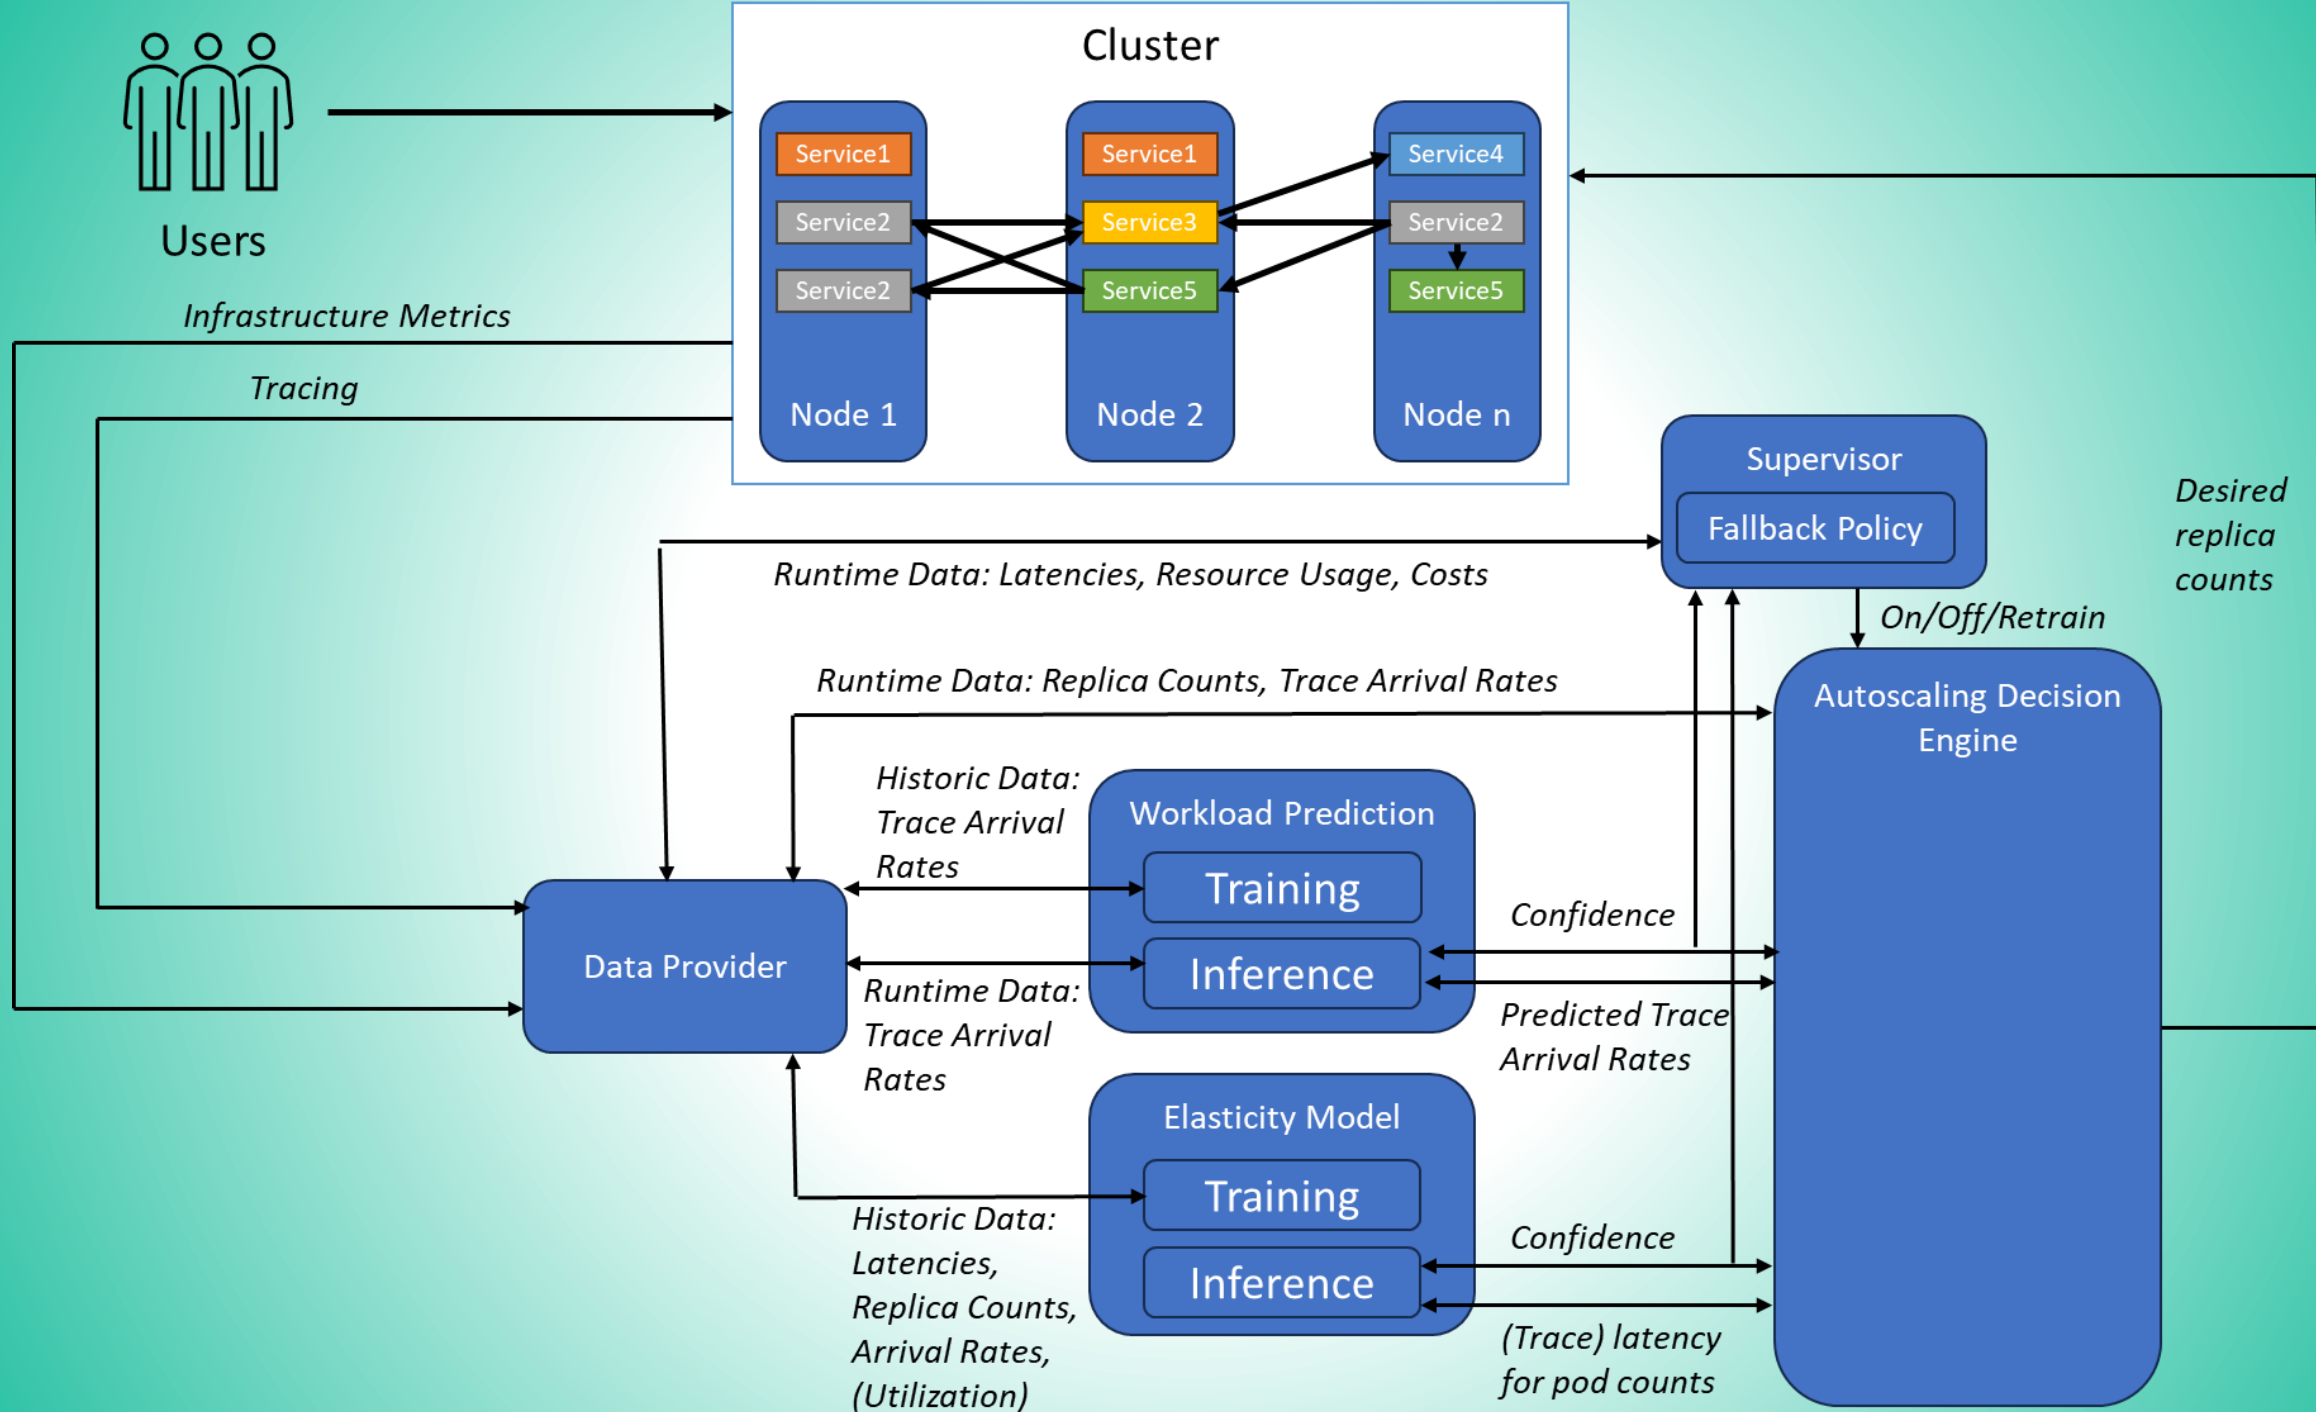 Cluster
Users
Service1
Service2
Service2
Node 1
Service1
Service3
Service5
Node 2
Service4
Service2
Service5
Node n
Infrastructure Metrics
Tracing
Supervisor
Fallback Policy
Desired
replica
counts
Runtime Data: Latencies, Resource Usage, Costs
On/Off/Retrain
Runtime Data: Replica Counts, Trace Arrival Rates
Autoscaling Decision
Engine
Historic Data:
Trace Arrival
Rates
Workload Prediction
Training
Inference
Confidence
Data Provider
Runtime Data:
Trace Arrival
Rates
Predicted Trace
Arrival Rates
Elasticity Model
Training
Inference
Historic Data:
Latencies,
Replica Counts,
Arrival Rates,
(Utilization)
Confidence
(Trace) latency
for pod counts